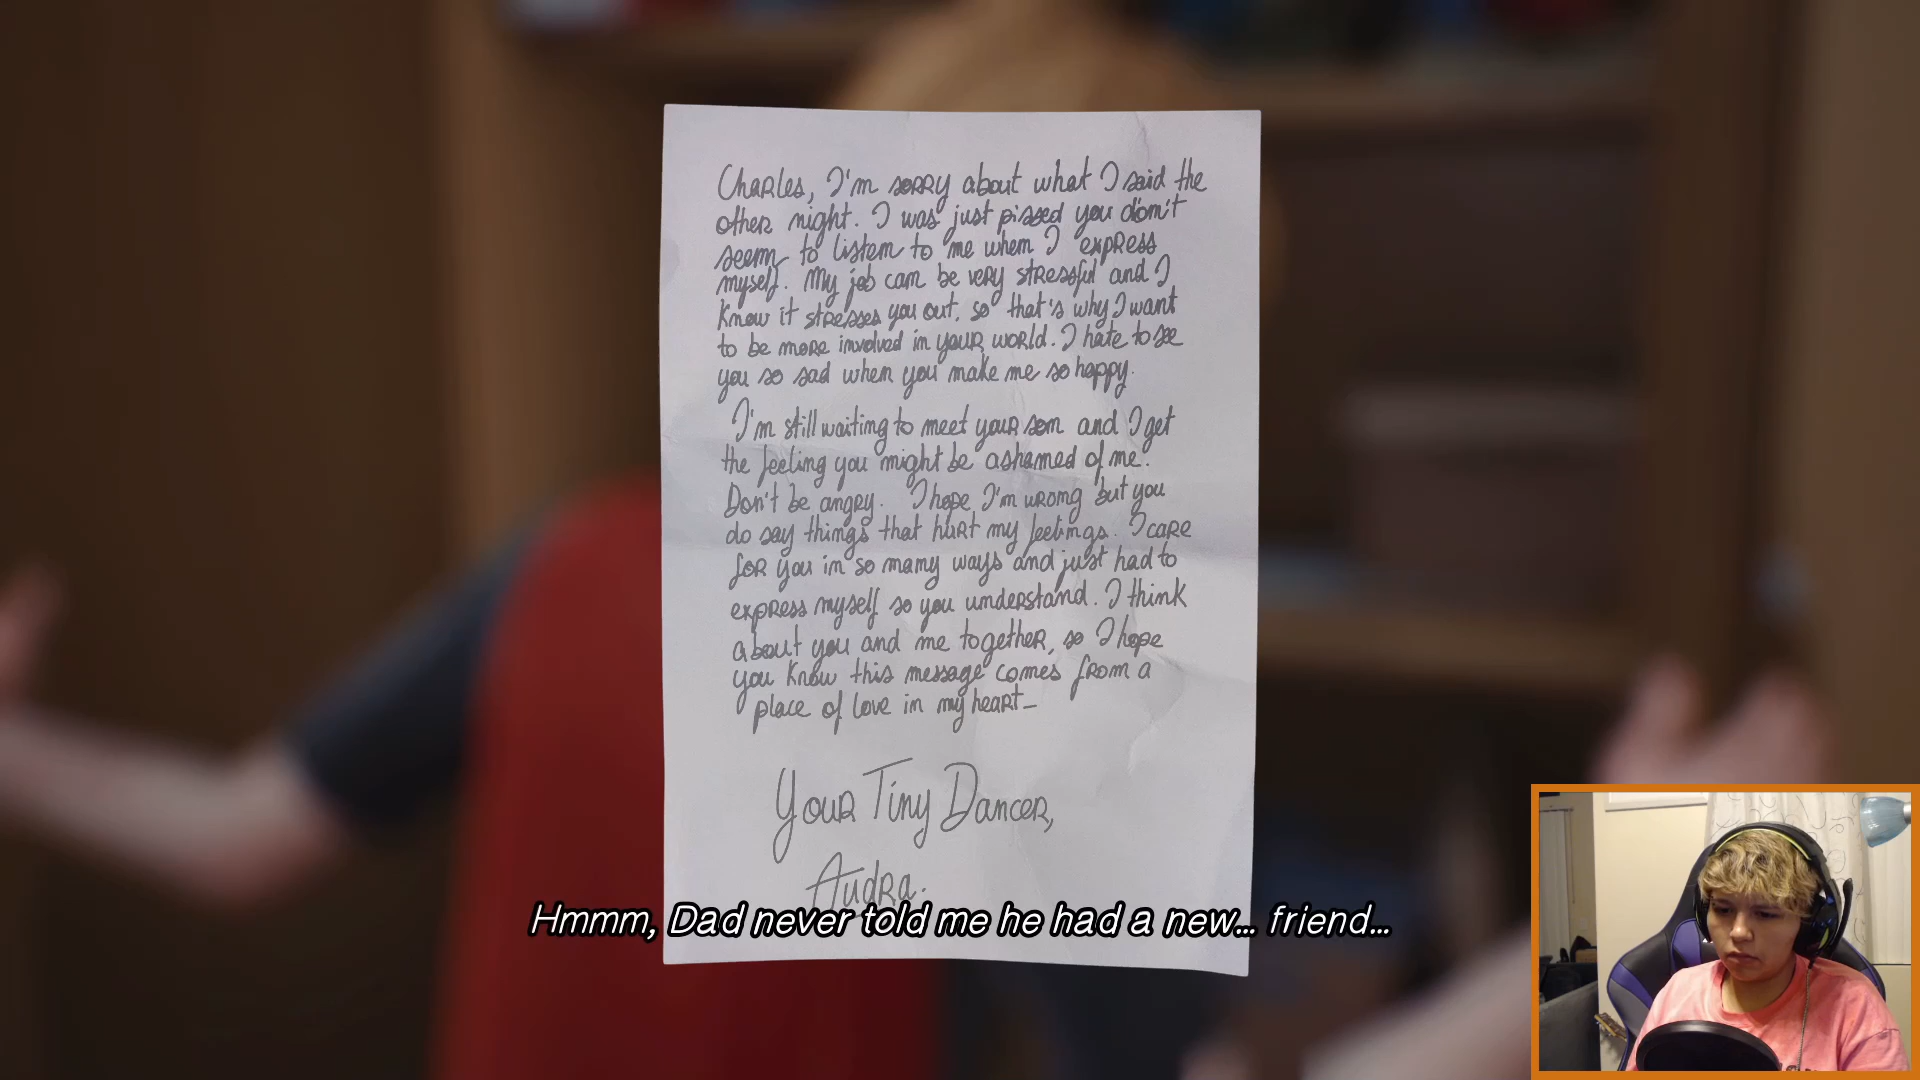 Charles, I'm sorry about what I said the
other night. I was just pissed you don't
seem to listen to me when I express
myself. My job can be very stressful and I
know it stresses you out, so that's why I want
to be more involved in your world. I hate to see
you so sad when you make me so happy.
I'm still waiting to meet your son and I get
the feeling you might be ashamed of me.
Don't be angry. I hope I'm wrong but you
do say things that hurt my feelings. I care
for you in so many ways and just had to
express myself so you understand. I think
about you and me together, so I hope
you know this message comes from a
place of love in my heart—
Your Tiny Dancer,
Audra.
Hmmm, Dad never told me he had a new... friend...